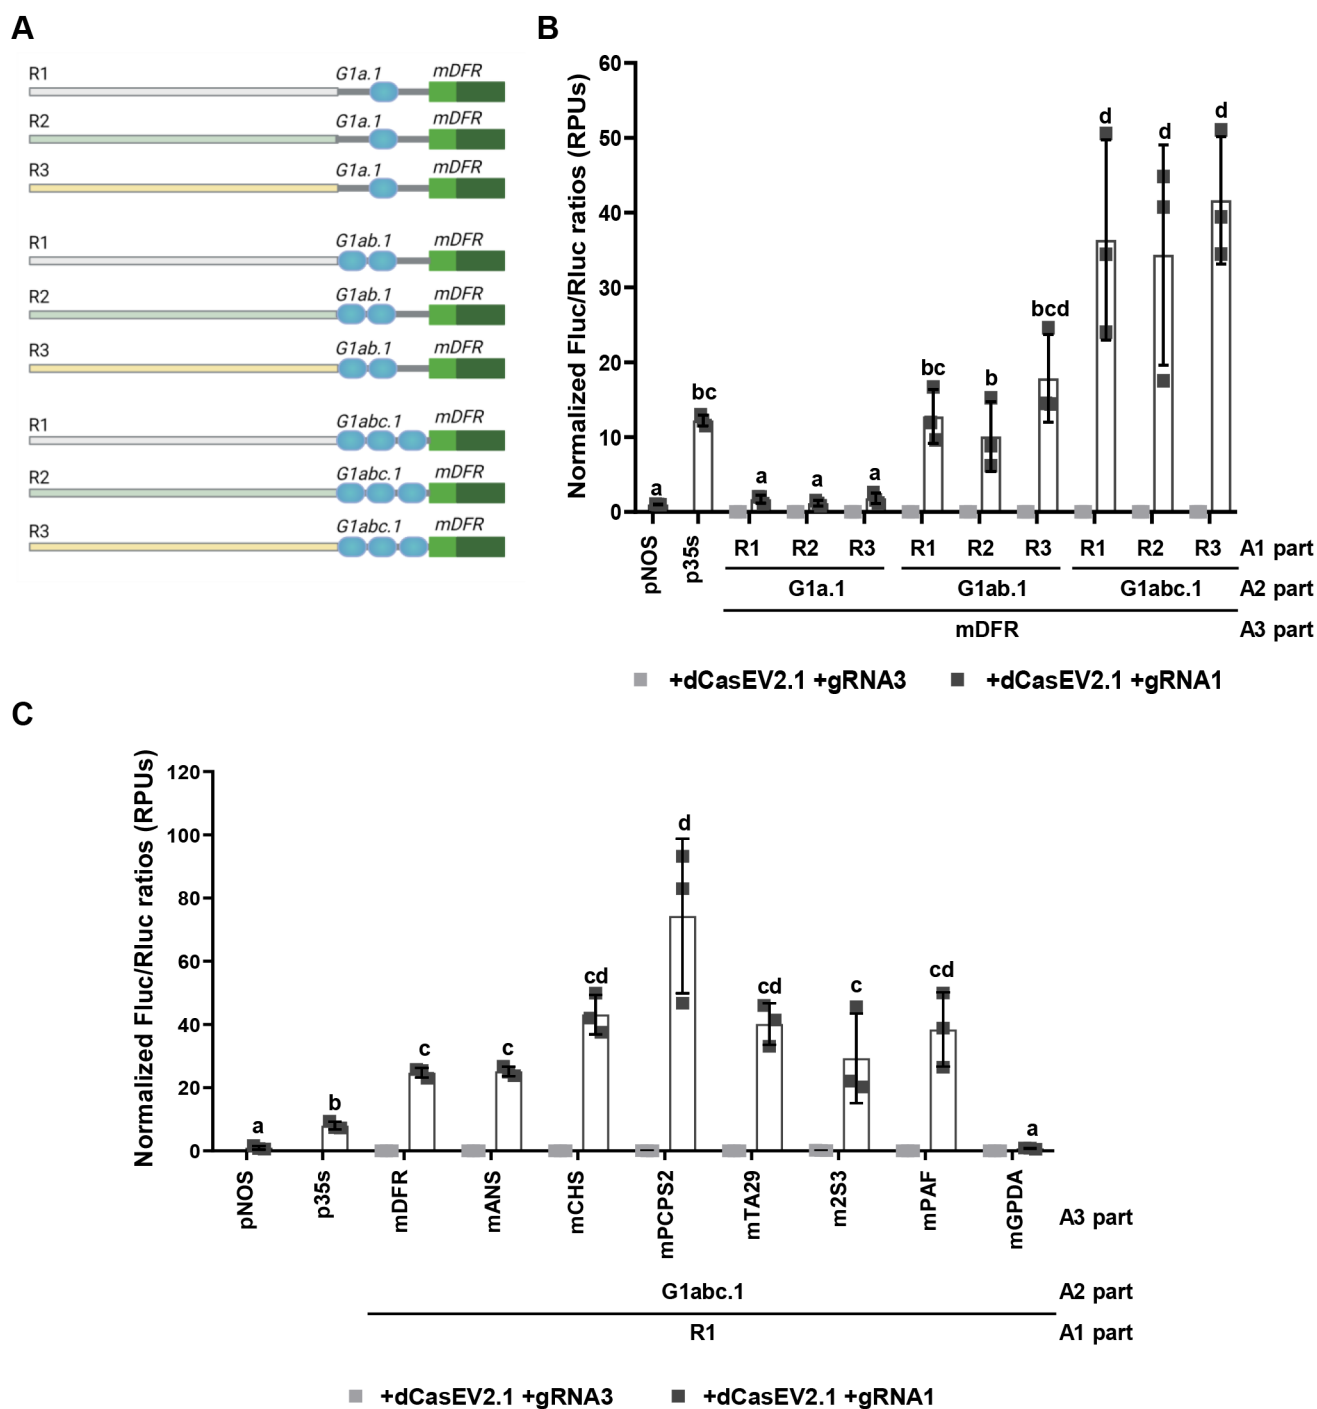 A
R1 G1a.1 mDFR
R2 G1a.1 mDFR
R3 G1a.1 mDFR
R1 G1ab.1 mDFR
R2 G1ab.1 mDFR
R3 G1ab.1 mDFR
R1 G1abc.1 mDFR
R2 G1abc.1 mDFR
R3 G1abc.1 mDFR
B
Normalized Fluc/Rluc ratios (RPUs)
60
50
40
30
20
10
0
a bc a a a bc b bcd d d d
pNOS p35s R1 R2 R3 R1 R2 R3 R1 R2 R3 A1 part
G1a.1 G1ab.1 G1abc.1 A2 part
mDFR A3 part
+dCasEV2.1 +gRNA3 +dCasEV2.1 +gRNA1
C
Normalized Fluc/Rluc ratios (RPUs)
120
100
80
60
40
20
0
a b c c cd d cd c cd a
pNOS p35s mDFR mANS mCHS mPCPS2 mTA29 m2S3 mPAF mGPDA A3 part
G1abc.1 A2 part
R1 A1 part
+dCasEV2.1 +gRNA3 +dCasEV2.1 +gRNA1